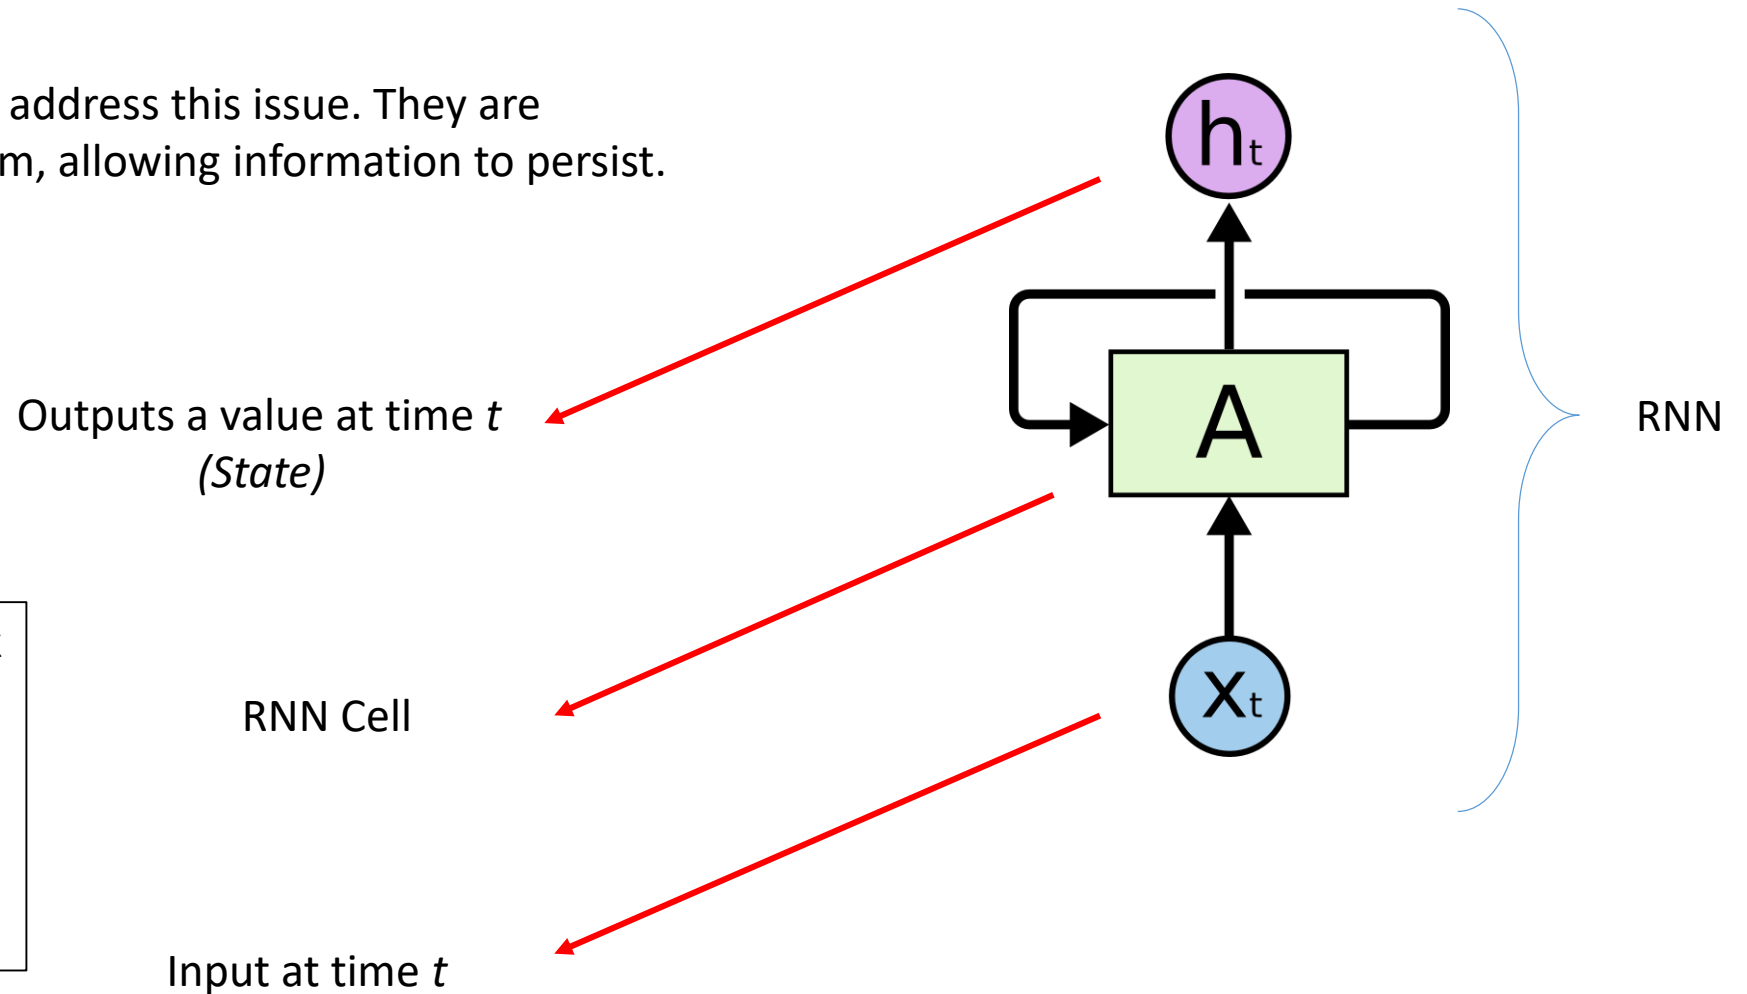 address this issue. They are
m, allowing information to persist.
ht
Outputs a value at time t
(State)
A
RNN
RNN Cell
xt
Input at time t